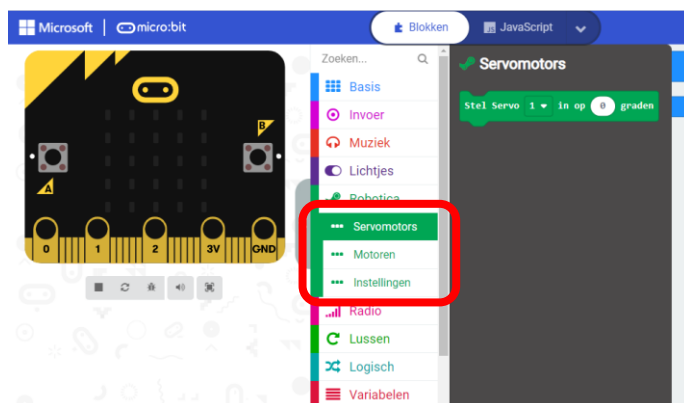 Microsoft micro:bit Blokken JavaScript
Zoeken...
Basis
Invoer
Muziek
Lichtjes
Robotica
Servomotors
Motoren
Instellingen
Radio
Lussen
Logisch
Variabelen
Servomotors
Stel Servo 1 in op 0 graden
B
A
0 1 2 3V GND